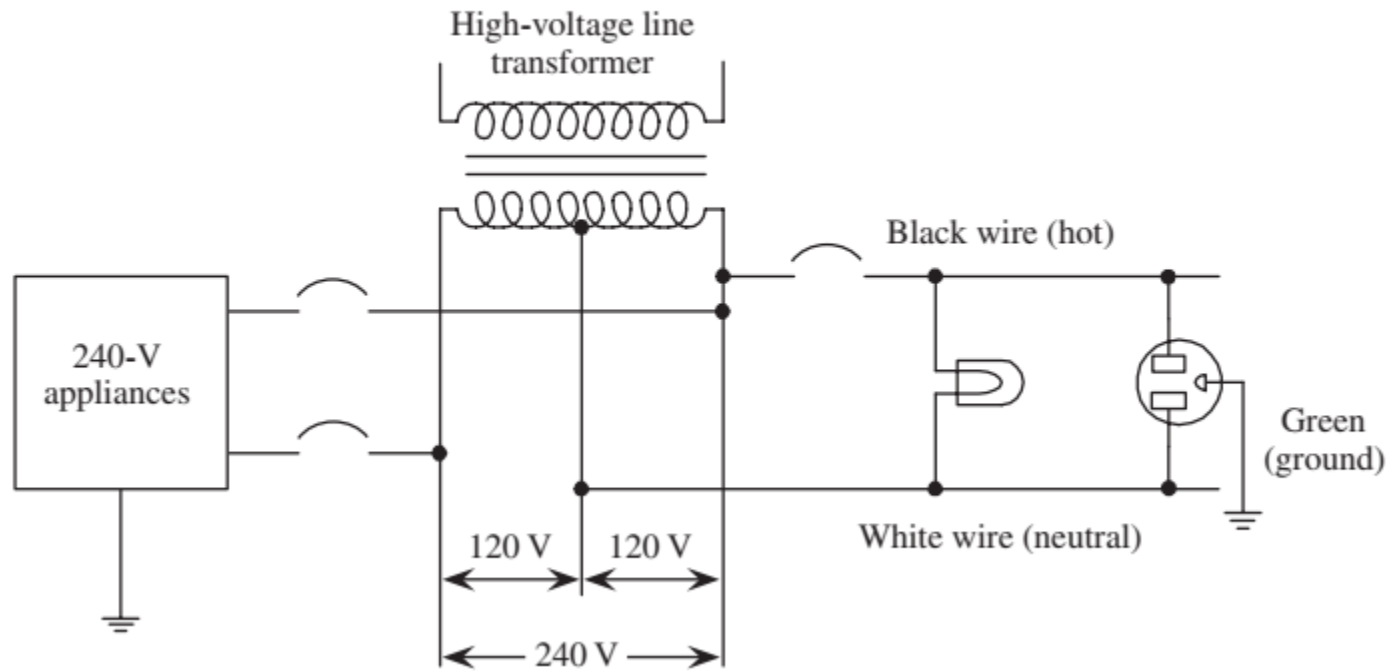 High-voltage line
transformer
Black wire (hot)
240-V
appliances
Green
(ground)
White wire (neutral)
120 V 120 V
240 V